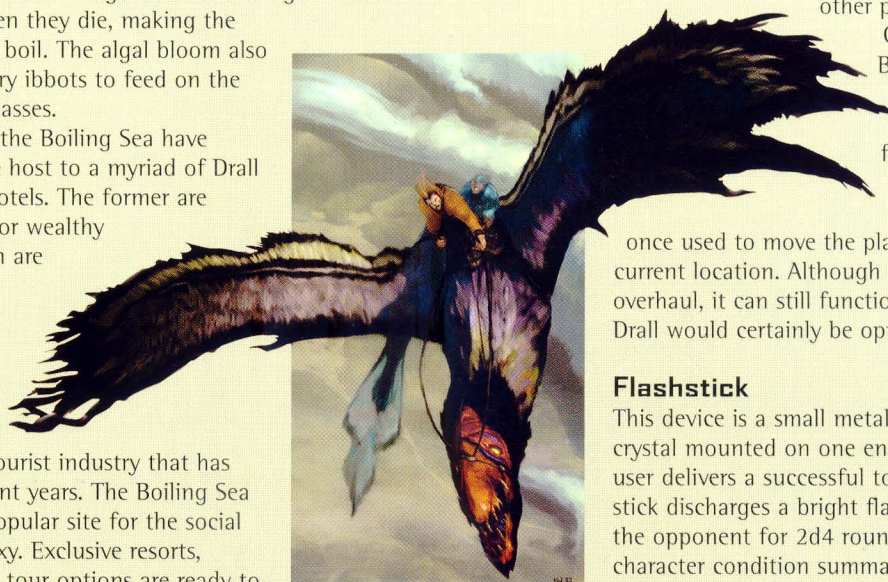 en they die, making the
boil. The algal bloom also
ry ibbots to feed on the
asses.
the Boiling Sea have
host to a myriad of Drall
otels. The former are
or wealthy
n are
ourist industry that has
nt years. The Boiling Sea
opular site for the social
xy. Exclusive resorts,
tour options are ready to
other p
once used to move the pla
current location. Although
overhaul, it can still functio
Drall would certainly be op
Flashstick
This device is a small metal
crystal mounted on one en
user delivers a successful to
stick discharges a bright fla
the opponent for 2d4 roun
character condition summa